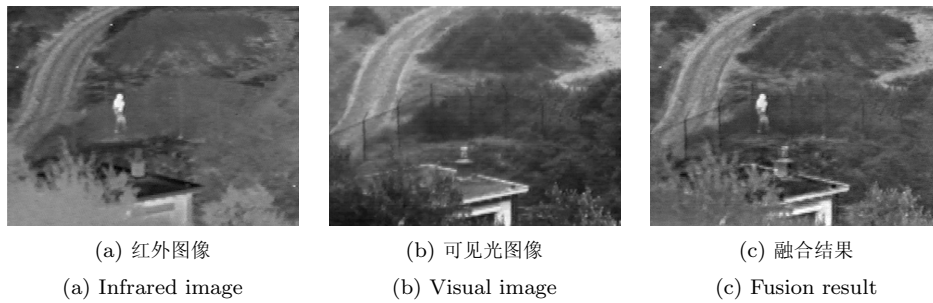 (a) 红外图像
(b) 可见光图像
(c) 融合结果
(a) Infrared image
(b) Visual image
(c) Fusion result